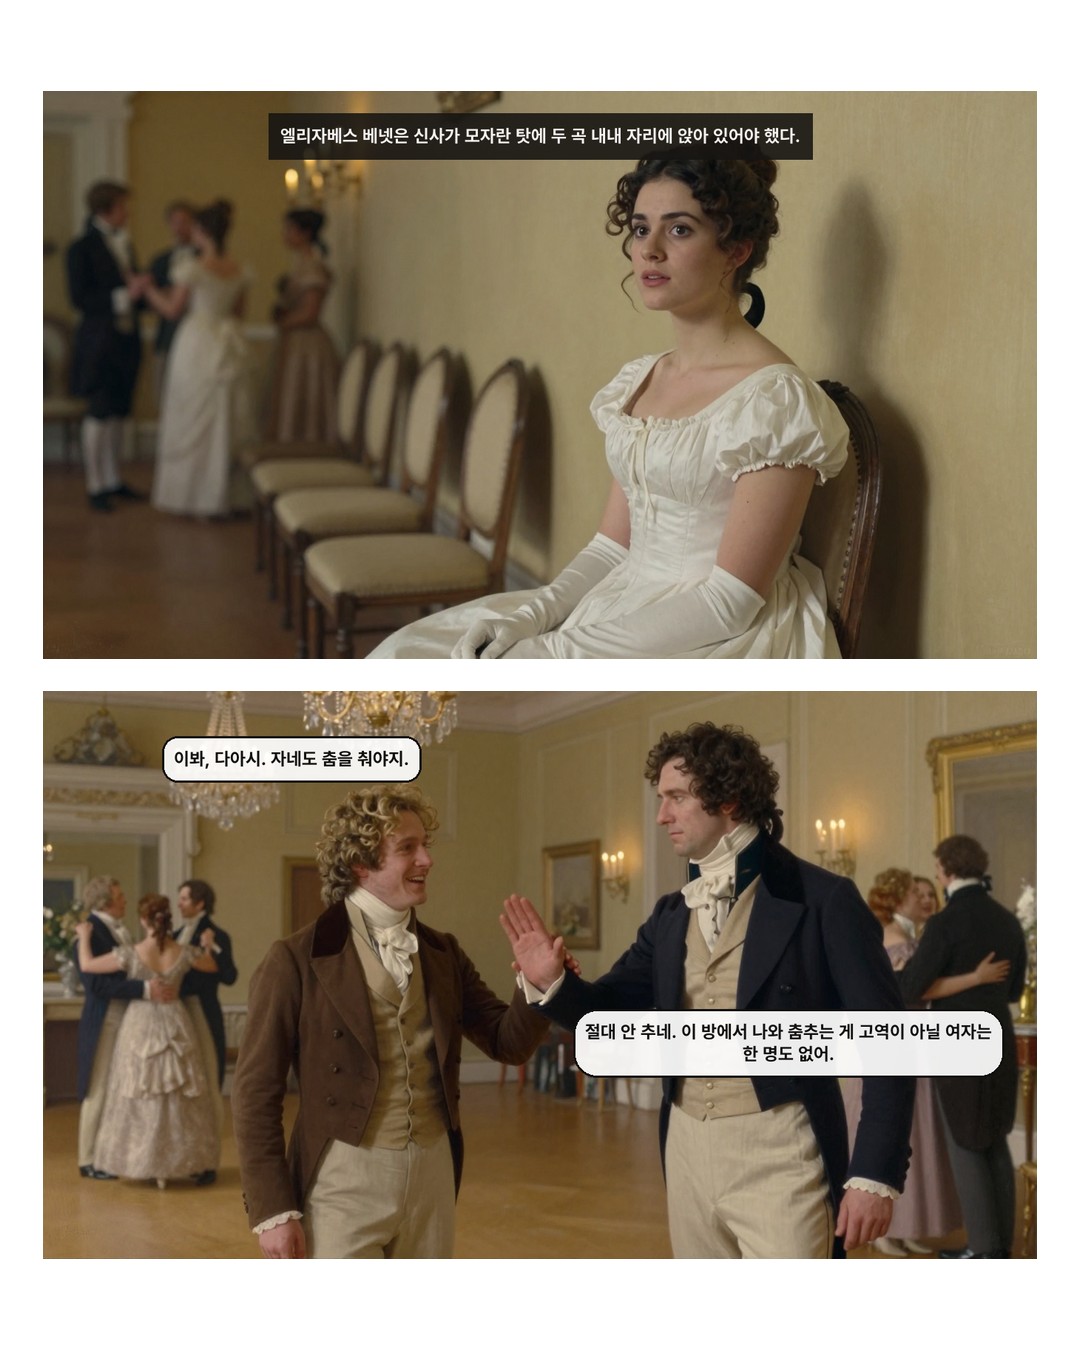 엘리자베스 베넷은 신사가 모자란 탓에 두 곡 내내 자리에 앉아 있어야 했다.
이봐, 다아시. 자네도 춤을 춰야지.
절대 안 추네. 이 방에서 나와 춤추는 게 고역이 아닐 여자는
한 명도 없어.